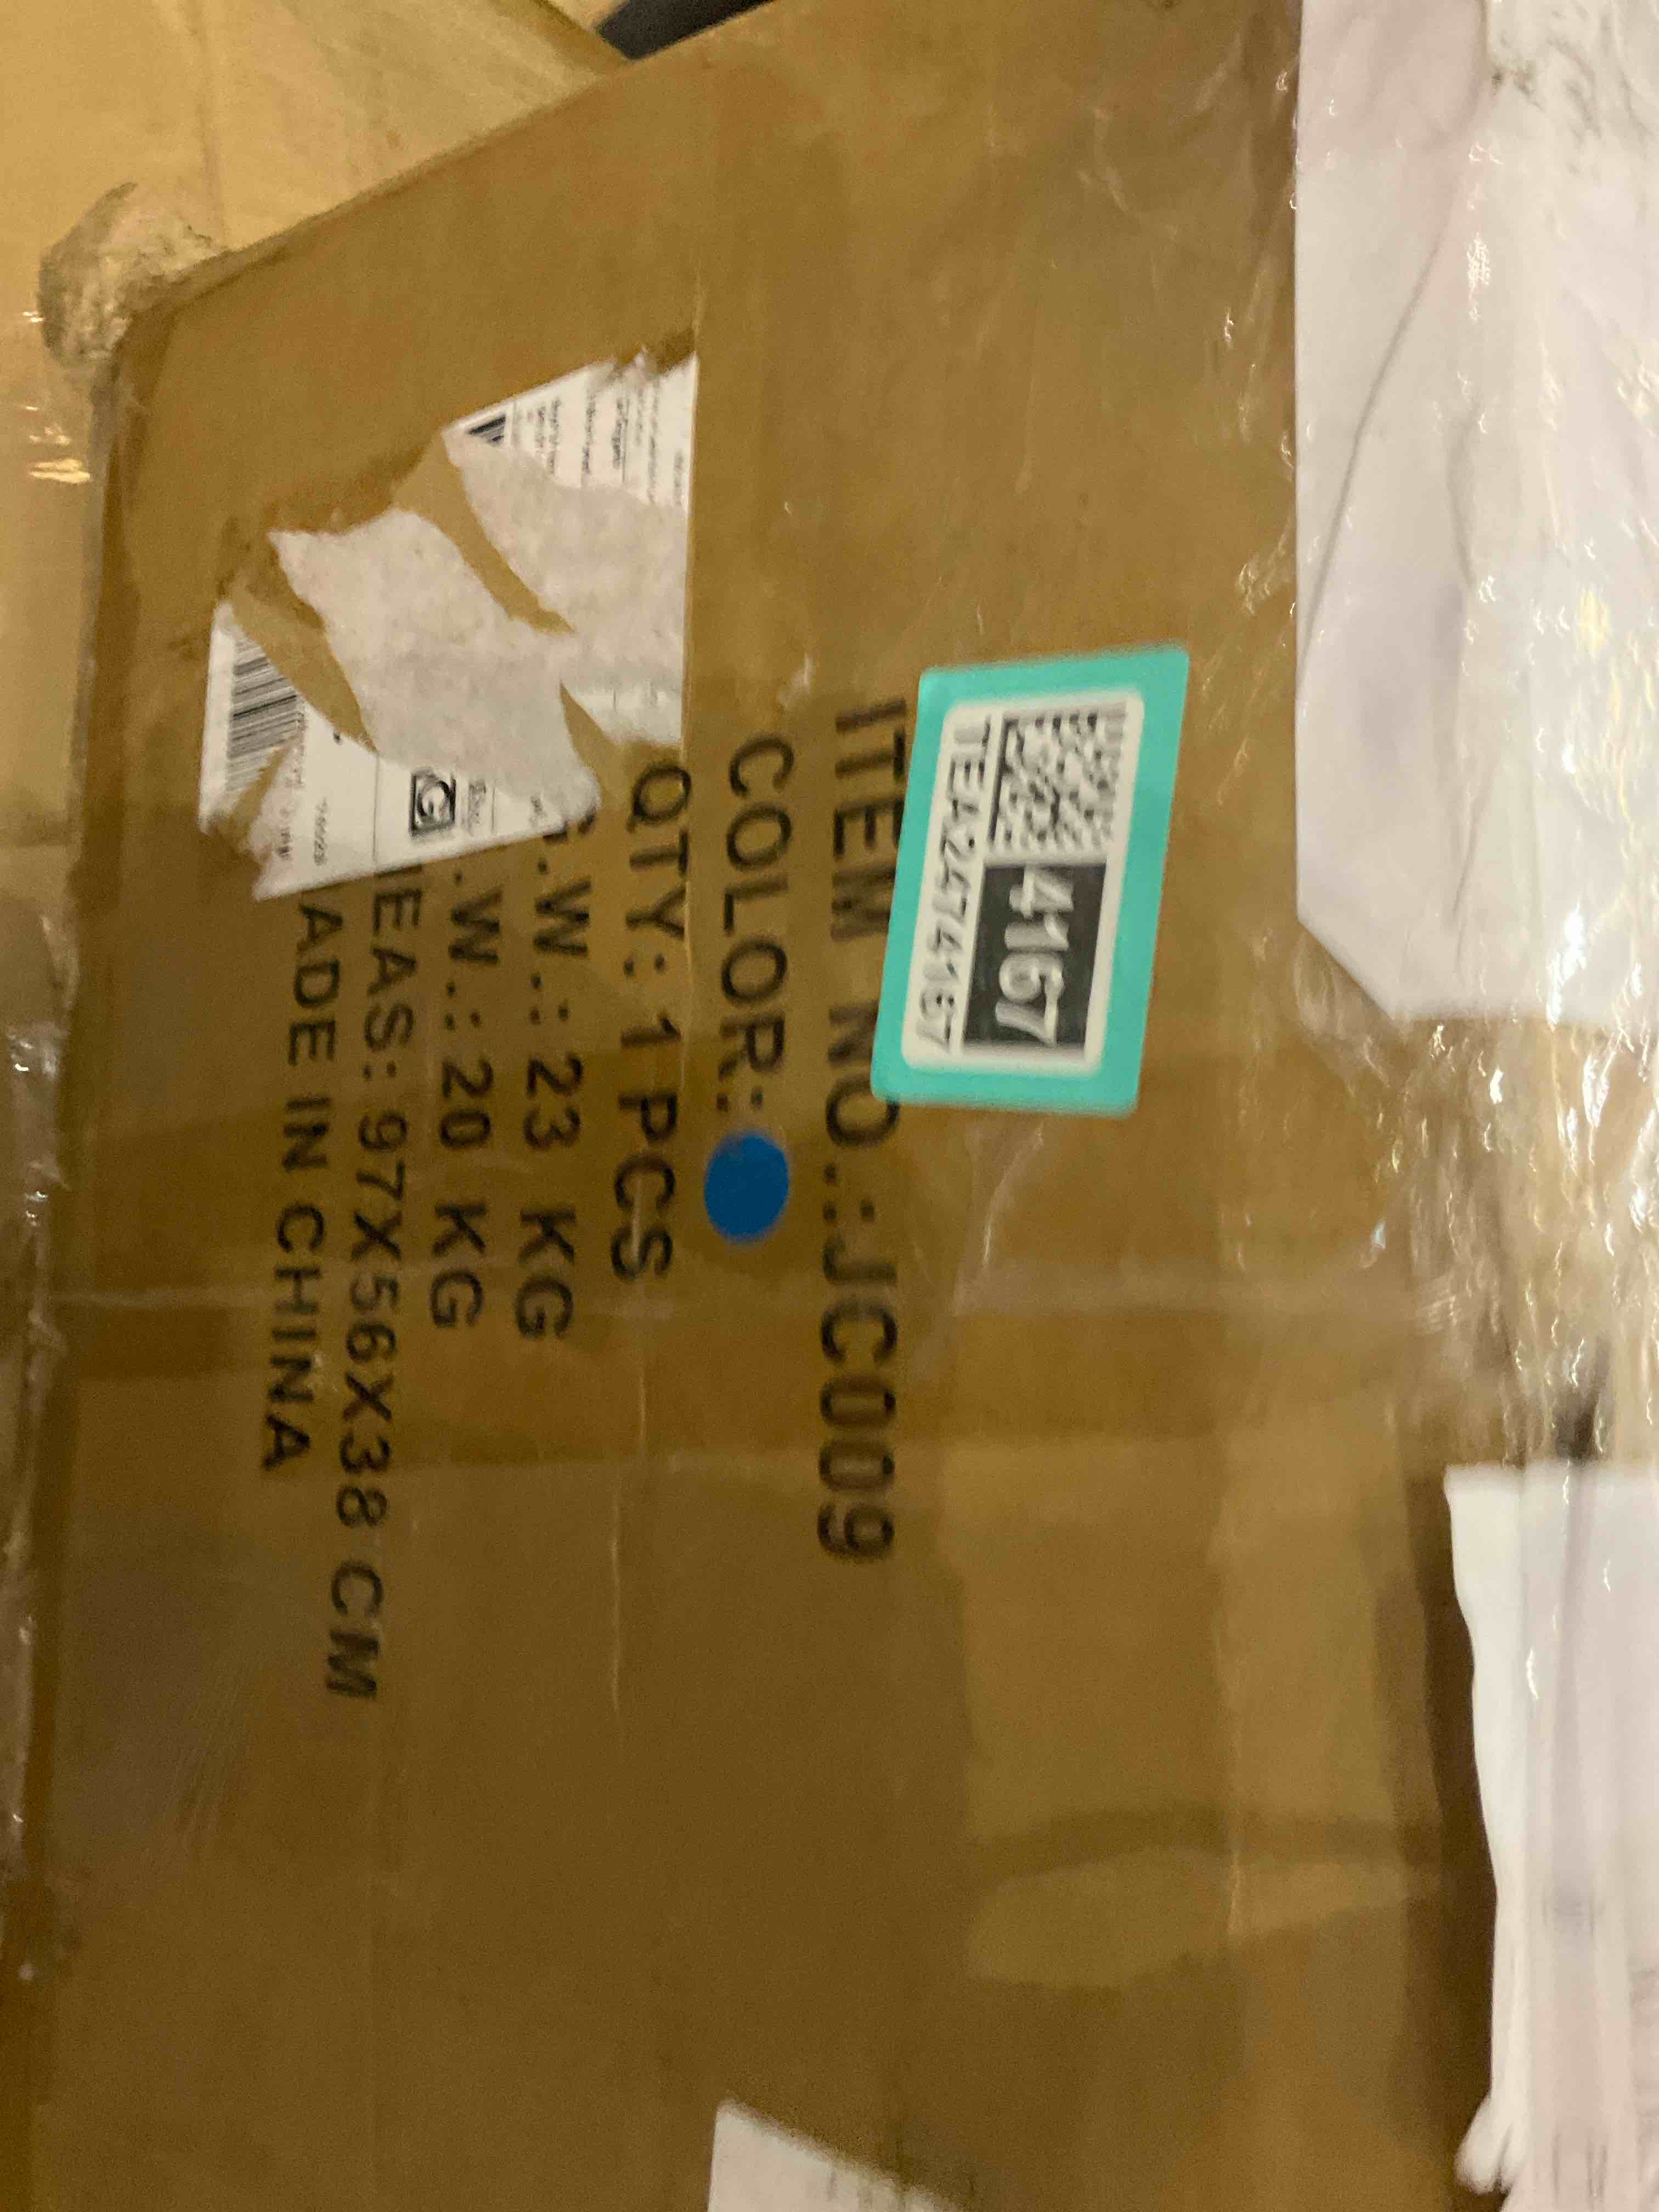 4167
TEA2474167
ITEM NO.:JC009
COLOR:
QTY: 1 PCS
.W.: 23 KG
.W.: 20 KG
EAS: 97X56X38 CM
ADE IN CHINA
G